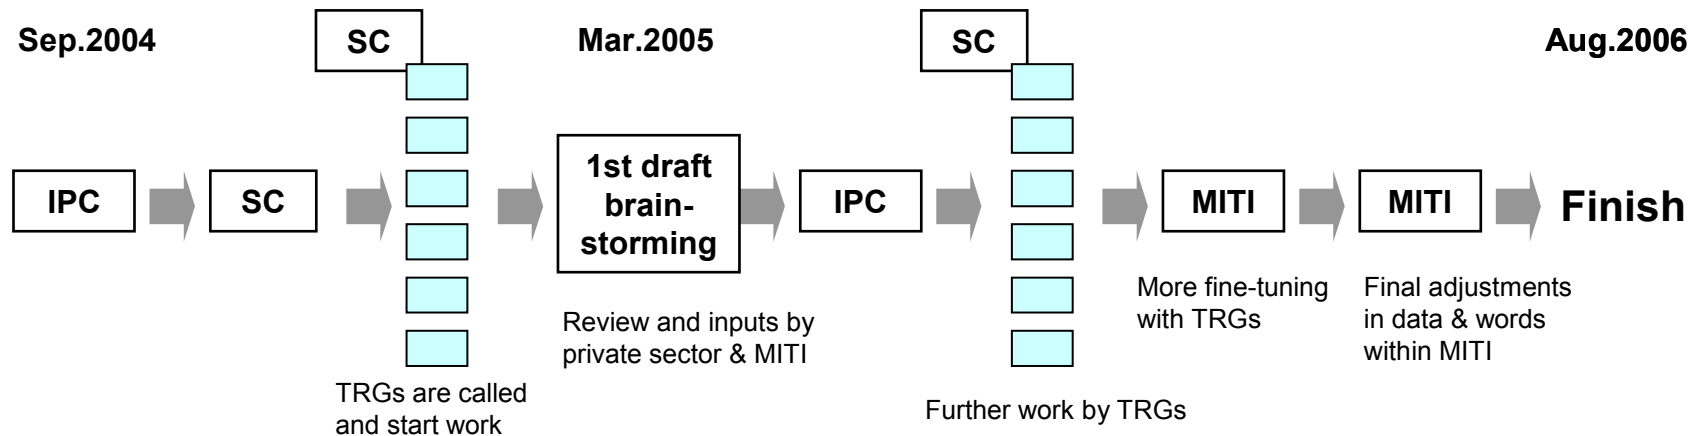 Sep.2004
SC
Mar.2005
SC
Aug.2006
IPC
SC
1st draft
brain-
storming
IPC
MITI
MITI
Finish
TRGs are called
and start work
Review and inputs by
private sector & MITI
Further work by TRGs
More fine-tuning
with TRGs
Final adjustments
in data & words
within MITI